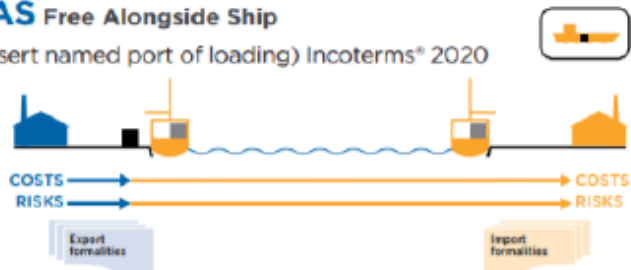 AS Free Alongside Ship
sert named port of loading) Incoterms® 2020
COSTS COSTS
RISKS RISKS
Export
formalities
Import
formalities